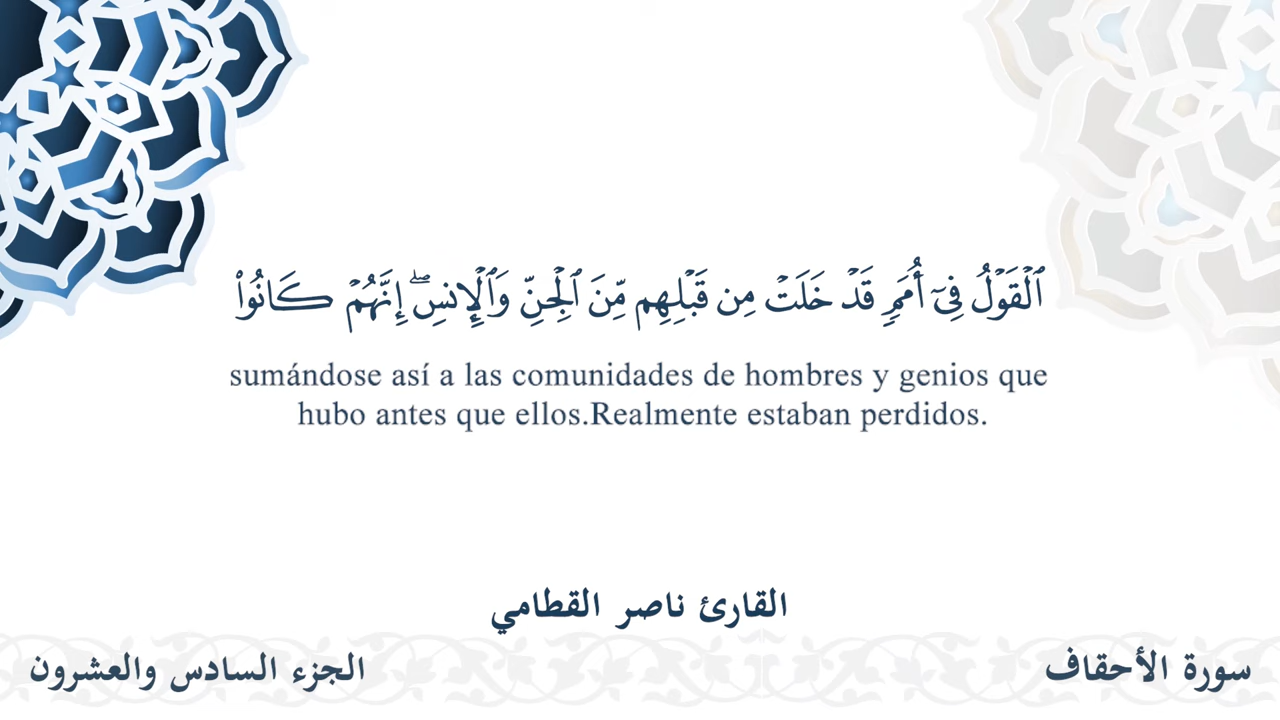 ٱلۡقَوۡلُ فِيٓ أُمَمٖ قَدۡ خَلَتۡ مِن قَبۡلِهِم مِّنَ ٱلۡجِنِّ وَٱلۡإِنسِۖ إِنَّهُمۡ كَانُواْ
sumándose así a las comunidades de hombres y genios que
hubo antes que ellos.Realmente estaban perdidos.
القارئ ناصر القطامي
سورة الأحقاف
الجزء السادس والعشرون